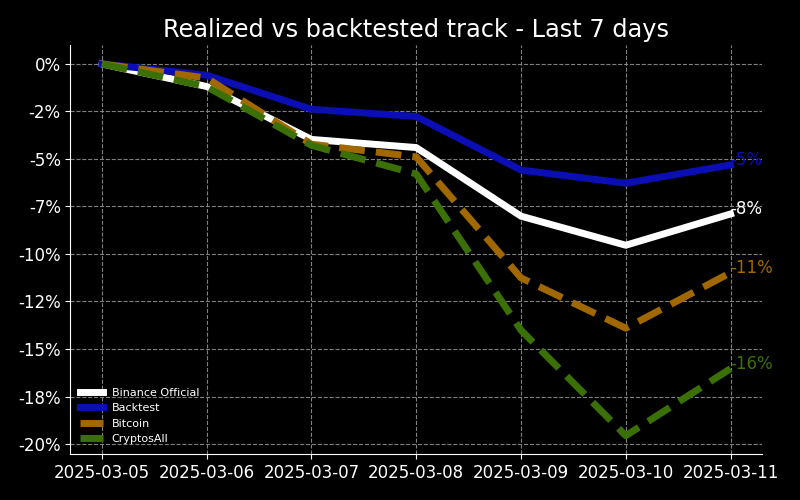 Realized vs backtested track - Last 7 days
0%
-2%
-5%
-7%
-10%
-12%
-15%
-18%
-20%
-5%
-8%
-11%
-16%
Binance Official
Backtest
Bitcoin
CryptosAll
2025-03-05 2025-03-06 2025-03-07 2025-03-08 2025-03-09 2025-03-10 2025-03-11